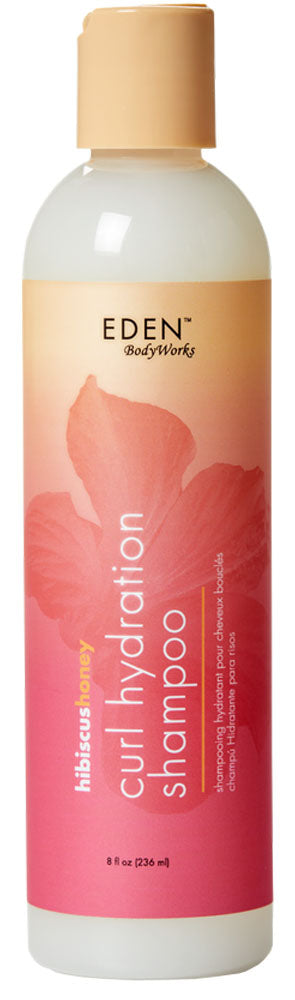 EDEN™
BodyWorks
hibiscushoney
curl hydration
shampoo
shampooing hydratant pour cheveux bouclés
champú Hidratante para risos
8 fl oz (236 ml)